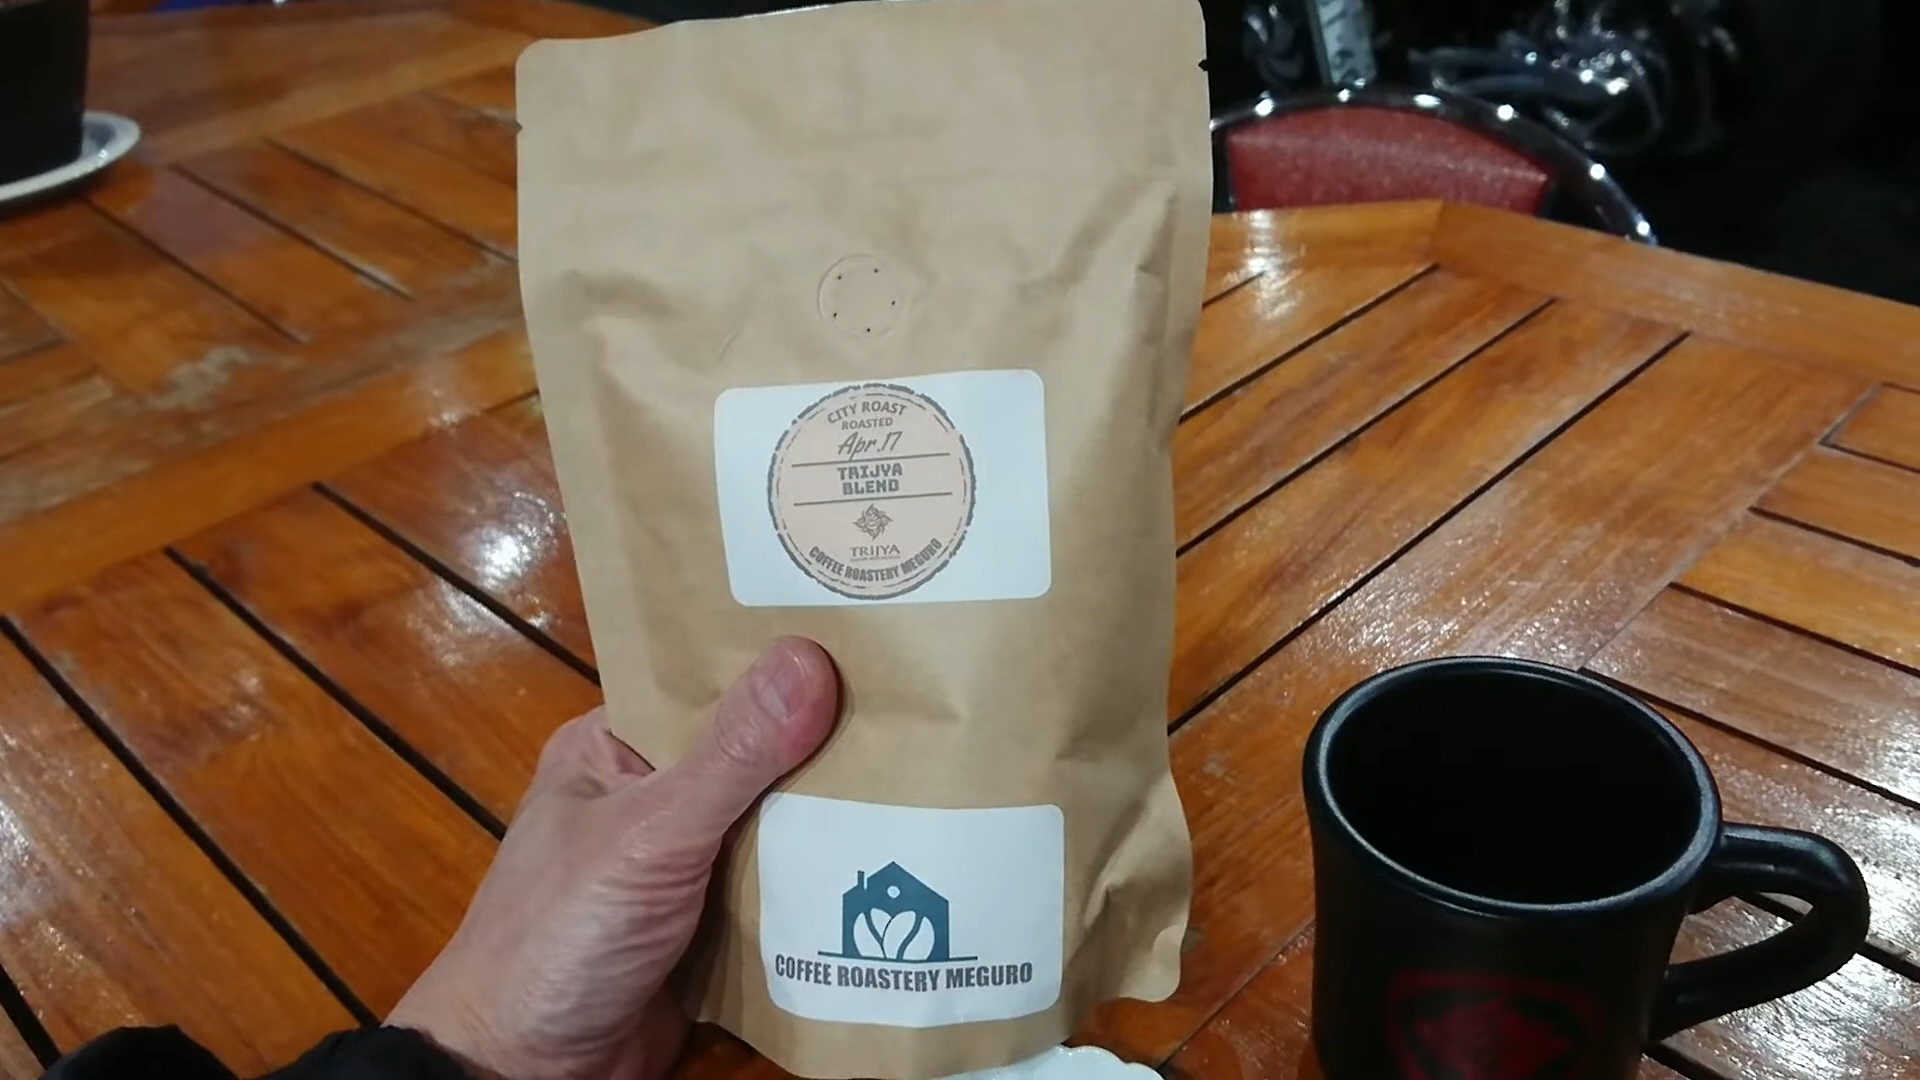 CITY ROAST
ROASTED
Apr.17
TRIJYA
BLEND
TRIJYA
COFFEE ROASTERY MEGURO
COFFEE ROASTERY MEGURO